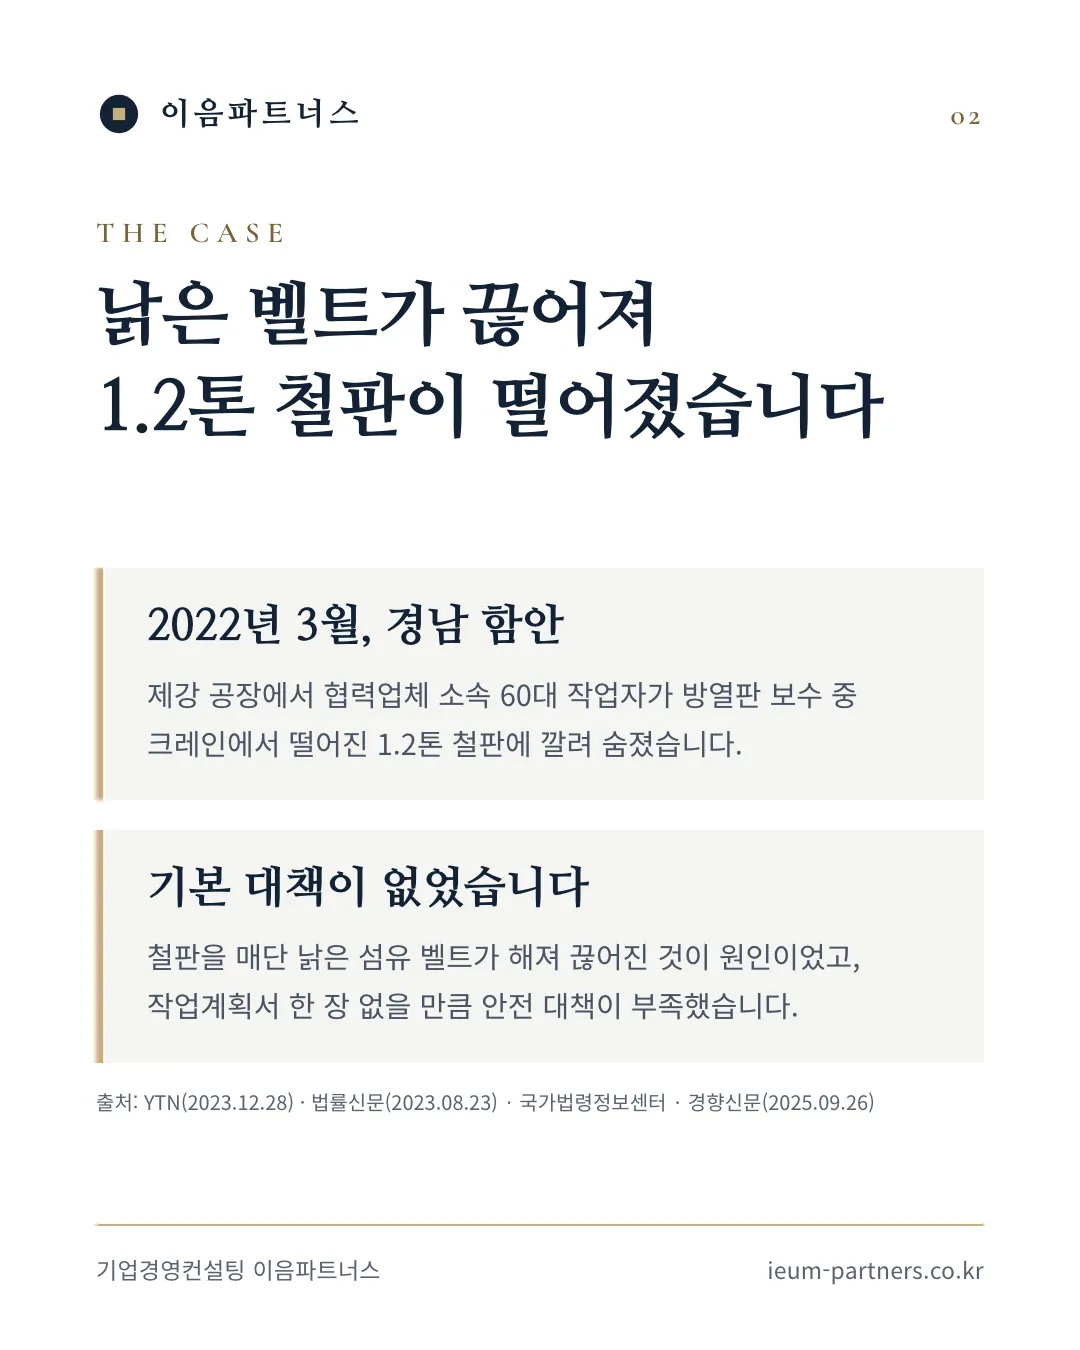 이음파트너스
02
THE CASE
낡은 벨트가 끊어져
1.2톤 철판이 떨어졌습니다
2022년 3월, 경남 함안
제강 공장에서 협력업체 소속 60대 작업자가 방열판 보수 중
크레인에서 떨어진 1.2톤 철판에 깔려 숨졌습니다.
기본 대책이 없었습니다
철판을 매단 낡은 섬유 벨트가 해져 끊어진 것이 원인이었고,
작업계획서 한 장 없을 만큼 안전 대책이 부족했습니다.
출처: YTN(2023.12.28) · 법률신문(2023.08.23) · 국가법령정보센터 · 경향신문(2025.09.26)
기업경영컨설팅 이음파트너스
ieum-partners.co.kr